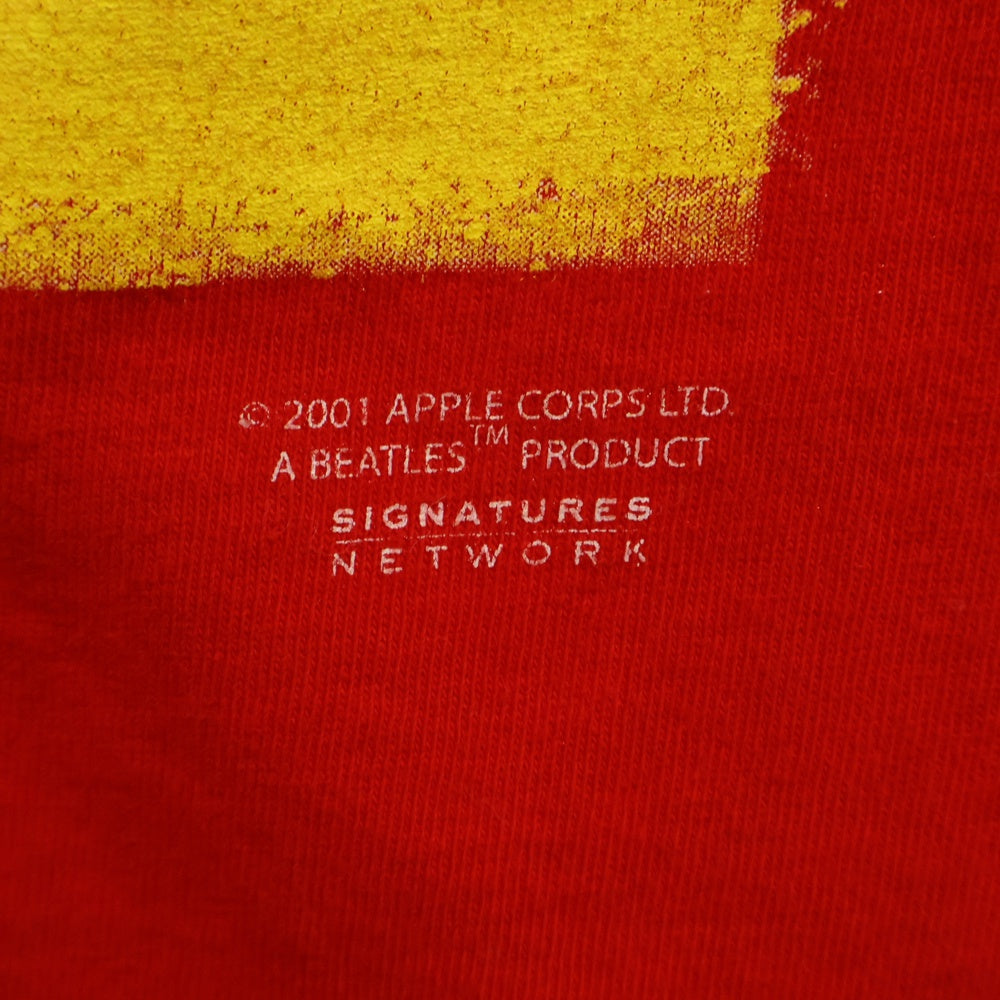 © 2001 APPLE CORPS LTD.
A BEATLES™ PRODUCT
SIGNATURES
NETWORK